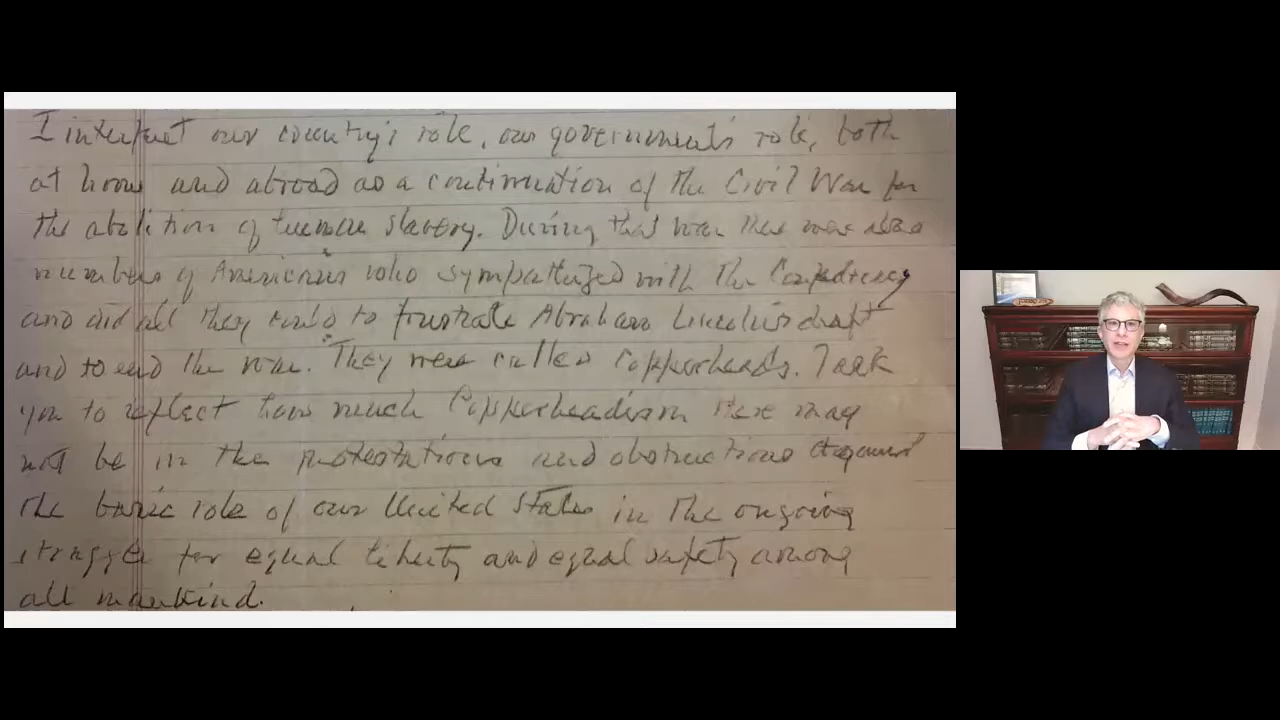 I interpret our country's role, our government's role, both
at home and abroad as a continuation of the Civil War for
the abolition of human slavery. During that war there were also
numbers of Americans who sympathized with the Confederacy
and did all they could to frustrate Abraham Lincoln's draft
and to end the war. They were called Copperheads. I ask
you to reflect how much Copperheadism there may
not be in the protestations and obstructions against
the basic role of our United States in the ongoing
struggle for equal liberty and equal safety among
all mankind.